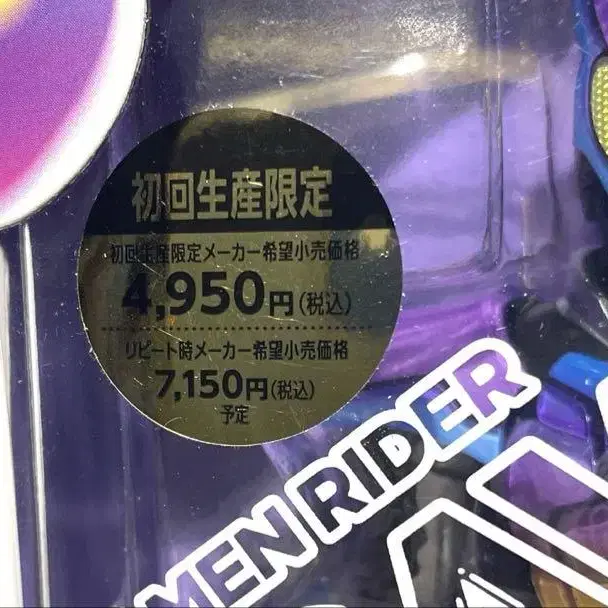 初回生産限定
初回生産限定メーカー希望小売価格
4,950円(税込)
リピート時メーカー希望小売価格
7,150円(税込)
予定
MEN RIDER